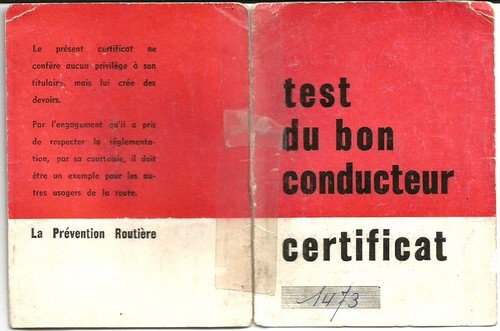 Le présent certificat ne
confère aucun privilège à son
titulaire, mais lui crée des
devoirs.
Par l'engagement qu'il a pris
de respecter la réglementa-
tion, par sa courtoisie, il doit
être un exemple pour les au-
tres usagers de la route.
La Prévention Routière
test
du bon
conducteur
certificat
1473